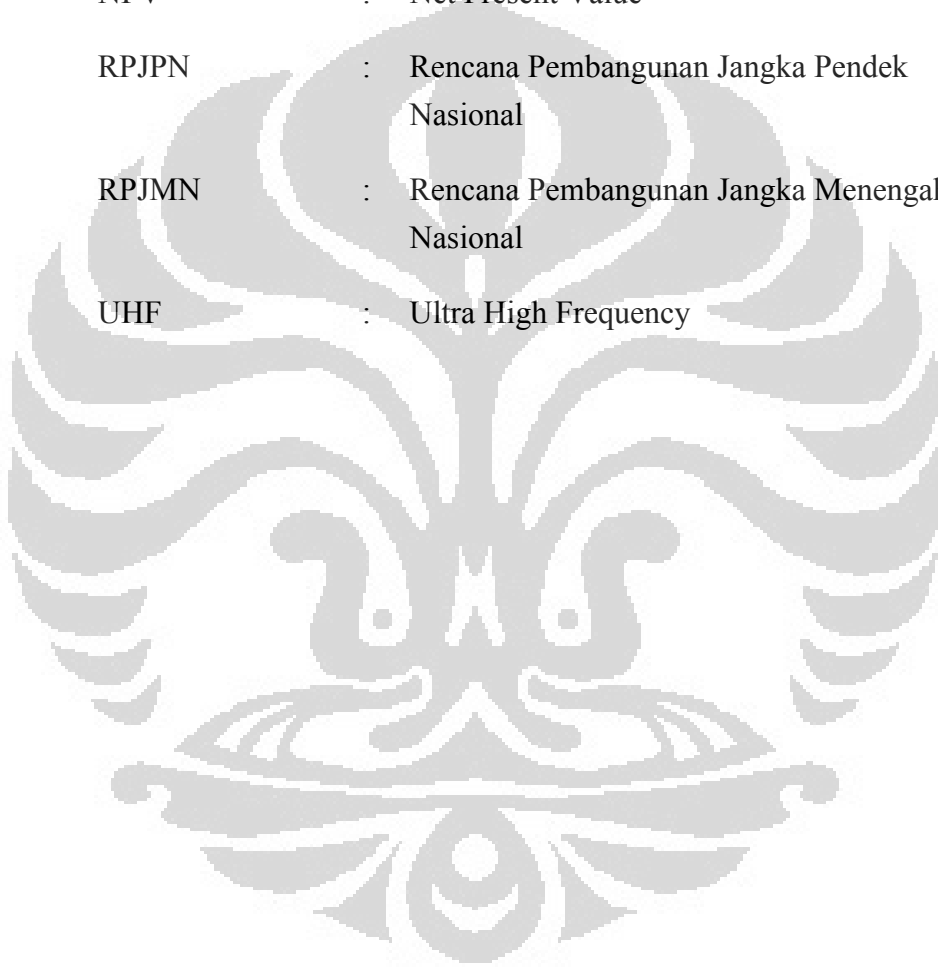 NPV : Net Present Value
RPJPN : Rencana Pembangunan Jangka Pendek
Nasional
RPJMN : Rencana Pembangunan Jangka Menengah
Nasional
UHF : Ultra High Frequency